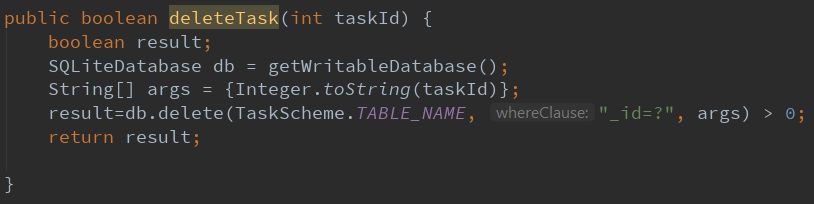 public boolean deleteTask(int taskId) {
    boolean result;
    SQLiteDatabase db = getWritableDatabase();
    String[] args = {Integer.toString(taskId)};
    result=db.delete(TaskScheme.TABLE_NAME, whereClause: "_id=?", args) > 0;
    return result;
}